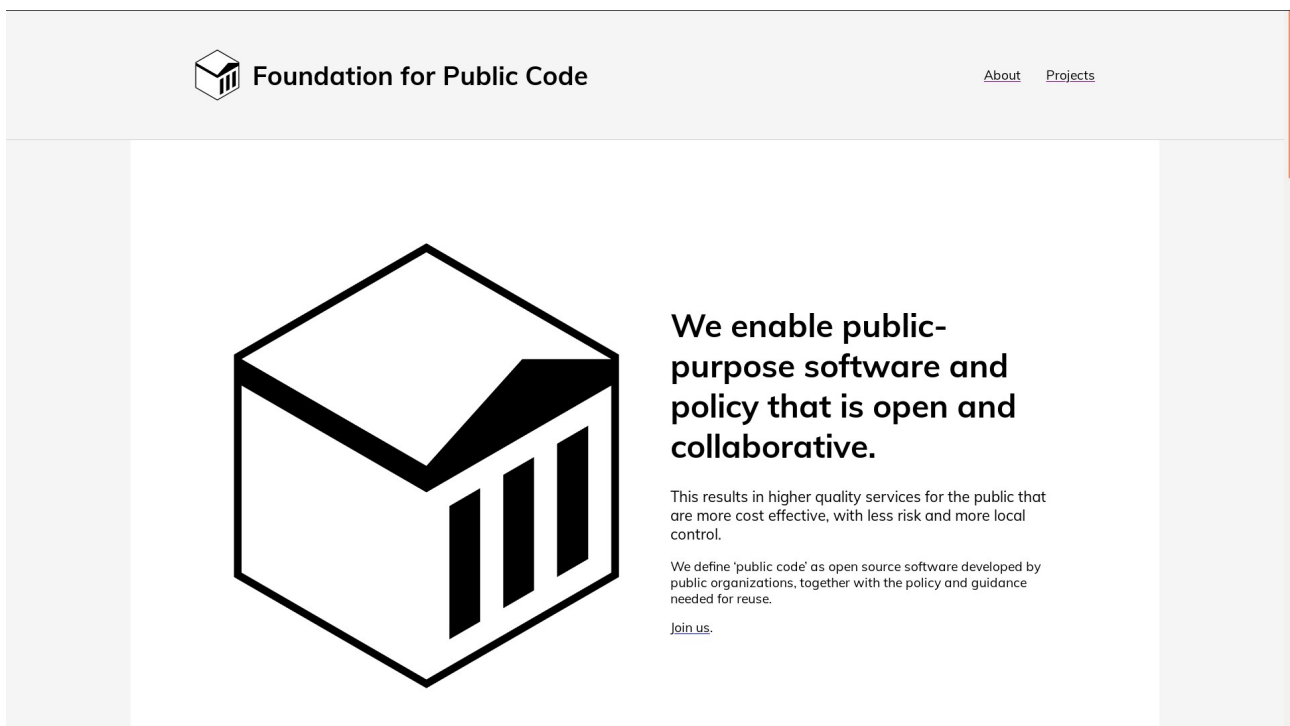 Foundation for Public Code
About
Projects
We enable public-
purpose software and
policy that is open and
collaborative.
This results in higher quality services for the public that
are more cost effective, with less risk and more local
control.
We define ‘public code’ as open source software developed by
public organizations, together with the policy and guidance
needed for reuse.
Join us.